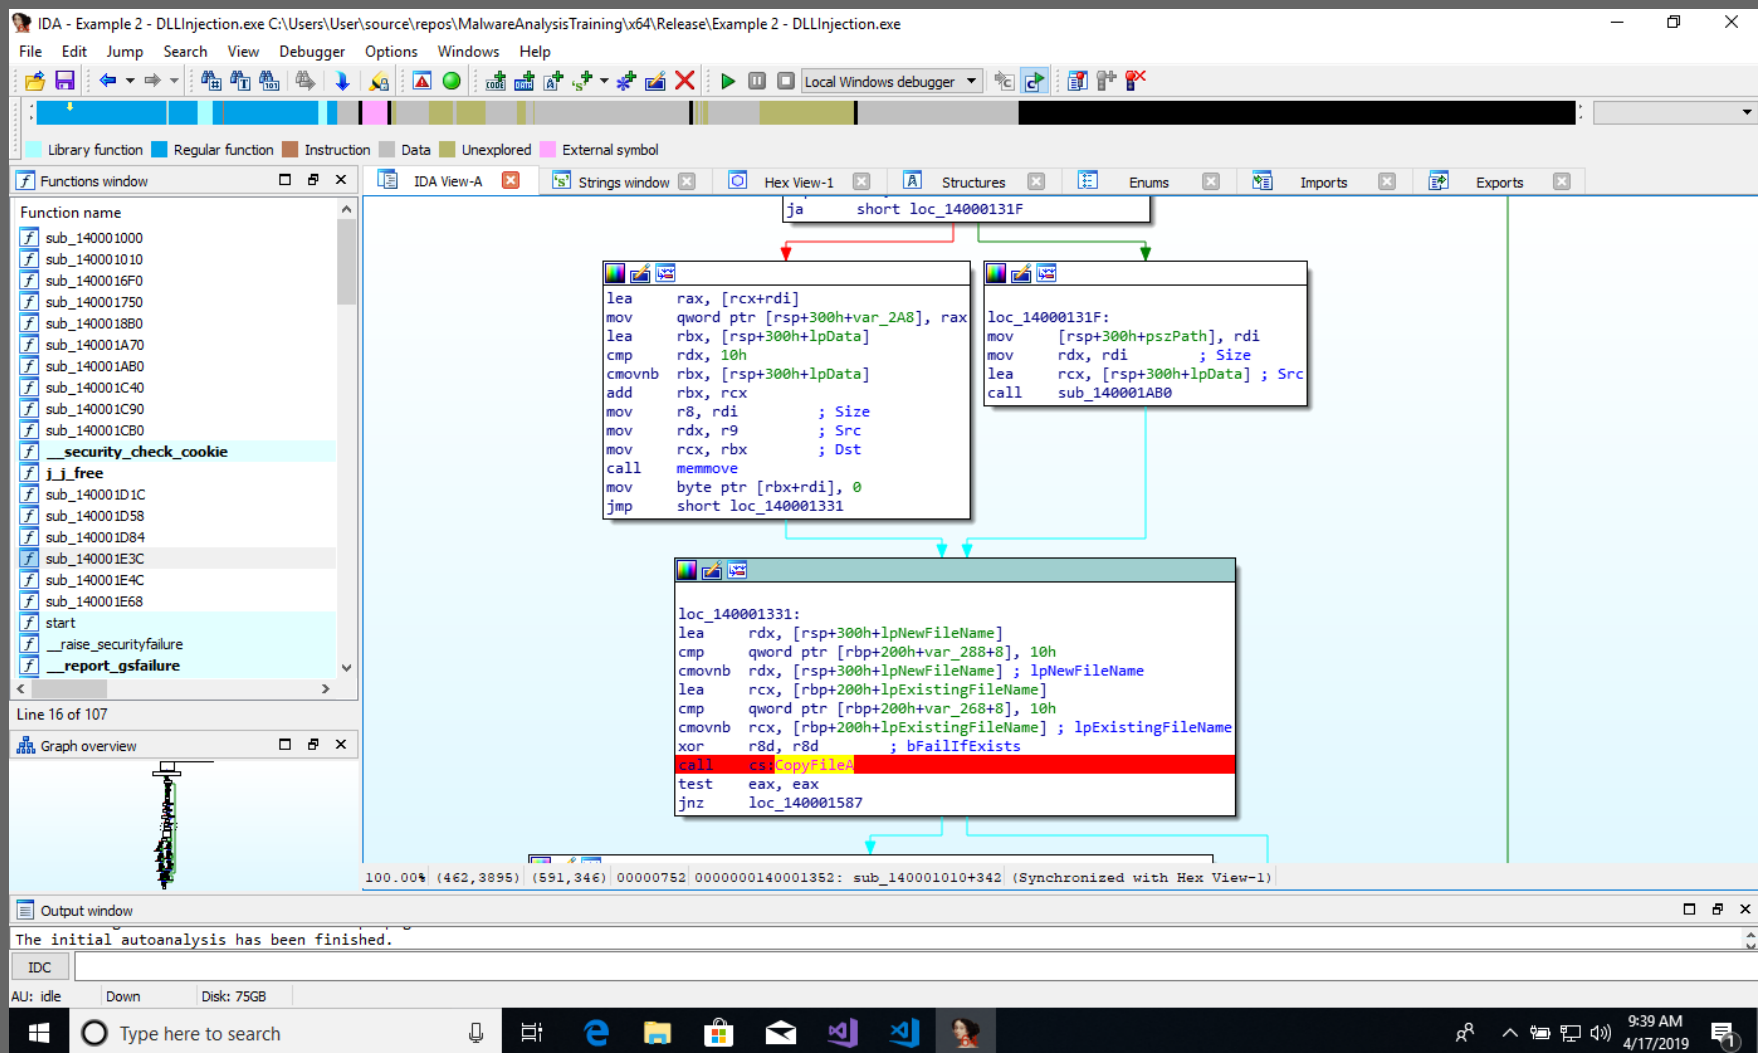 IDA - Example 2 - DLLInjection.exe C:\Users\User\source\repos\MalwareAnalysisTraining\x64\Release\Example 2 - DLLInjection.exe
File Edit Jump Search View Debugger Options Windows Help
Local Windows debugger
Library function Regular function Instruction Data Unexplored External symbol
Functions window
IDA View-A Strings window Hex View-1 Structures Enums Imports Exports
Function name
sub_140001000
sub_140001010
sub_1400016F0
sub_140001750
sub_1400018B0
sub_140001A70
sub_140001AB0
sub_140001C40
sub_140001C90
sub_140001CB0
__security_check_cookie
j_j_free
sub_140001D1C
sub_140001D58
sub_140001D84
sub_140001E3C
sub_140001E4C
sub_140001E68
start
__raise_securityfailure
__report_gsfailure
Line 16 of 107
Graph overview
ja short loc_14000131F
lea rax, [rcx+rdi]
mov qword ptr [rsp+300h+var_2A8], rax
lea rbx, [rsp+300h+lpData]
cmp rdx, 10h
cmovnb rbx, [rsp+300h+lpData]
add rbx, rcx
mov r8, rdi ; Size
mov rdx, r9 ; Src
mov rcx, rbx ; Dst
call memmove
mov byte ptr [rbx+rdi], 0
jmp short loc_140001331
loc_14000131F:
mov [rsp+300h+pszPath], rdi
mov rdx, rdi ; Size
lea rcx, [rsp+300h+lpData] ; Src
call sub_140001AB0
loc_140001331:
lea rdx, [rsp+300h+lpNewFileName]
cmp qword ptr [rbp+200h+var_288+8], 10h
cmovnb rdx, [rsp+300h+lpNewFileName] ; lpNewFileName
lea rcx, [rbp+200h+lpExistingFileName]
cmp qword ptr [rbp+200h+var_268+8], 10h
cmovnb rcx, [rbp+200h+lpExistingFileName] ; lpExistingFileName
xor r8d, r8d ; bFailIfExists
call cs:CopyFileA
test eax, eax
jnz loc_140001587
100.00% (462,3895) (591,346) 00000752 0000000140001352: sub_140001010+342 (Synchronized with Hex View-1)
Output window
The initial autoanalysis has been finished.
IDC
AU: idle Down Disk: 75GB
Type here to search
9:39 AM
4/17/2019
1